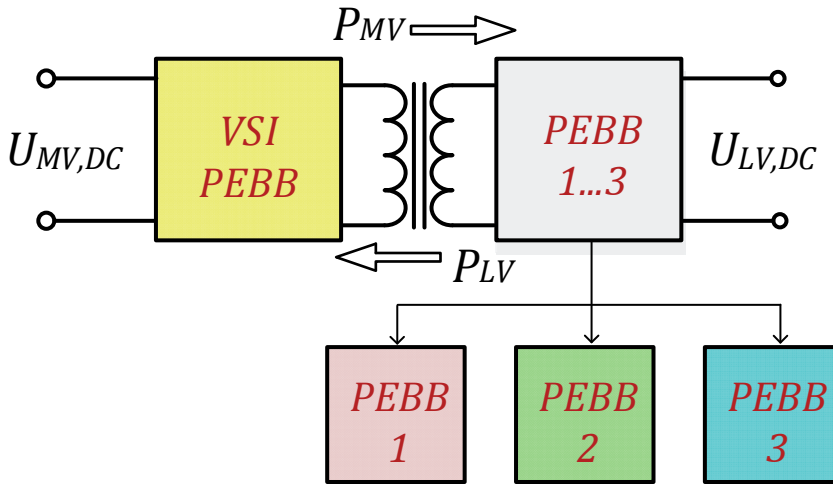 PMV
VSI
PEBB
PEBB
1...3
UMV,DC
ULV,DC
PLV
PEBB
1
PEBB
2
PEBB
3